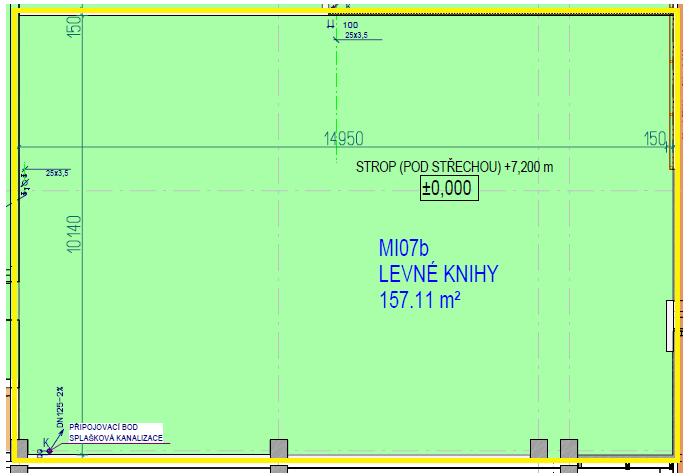 150
100
25x3,5
14950
150
STROP (POD STŘECHOU) +7,200 m
±0,000
25x3,5
10140
MI07b
LEVNÉ KNIHY
157.11 m²
DN125-2%
PŘIPOJOVACÍ BOD
SPLAŠKOVÁ KANALIZACE
K